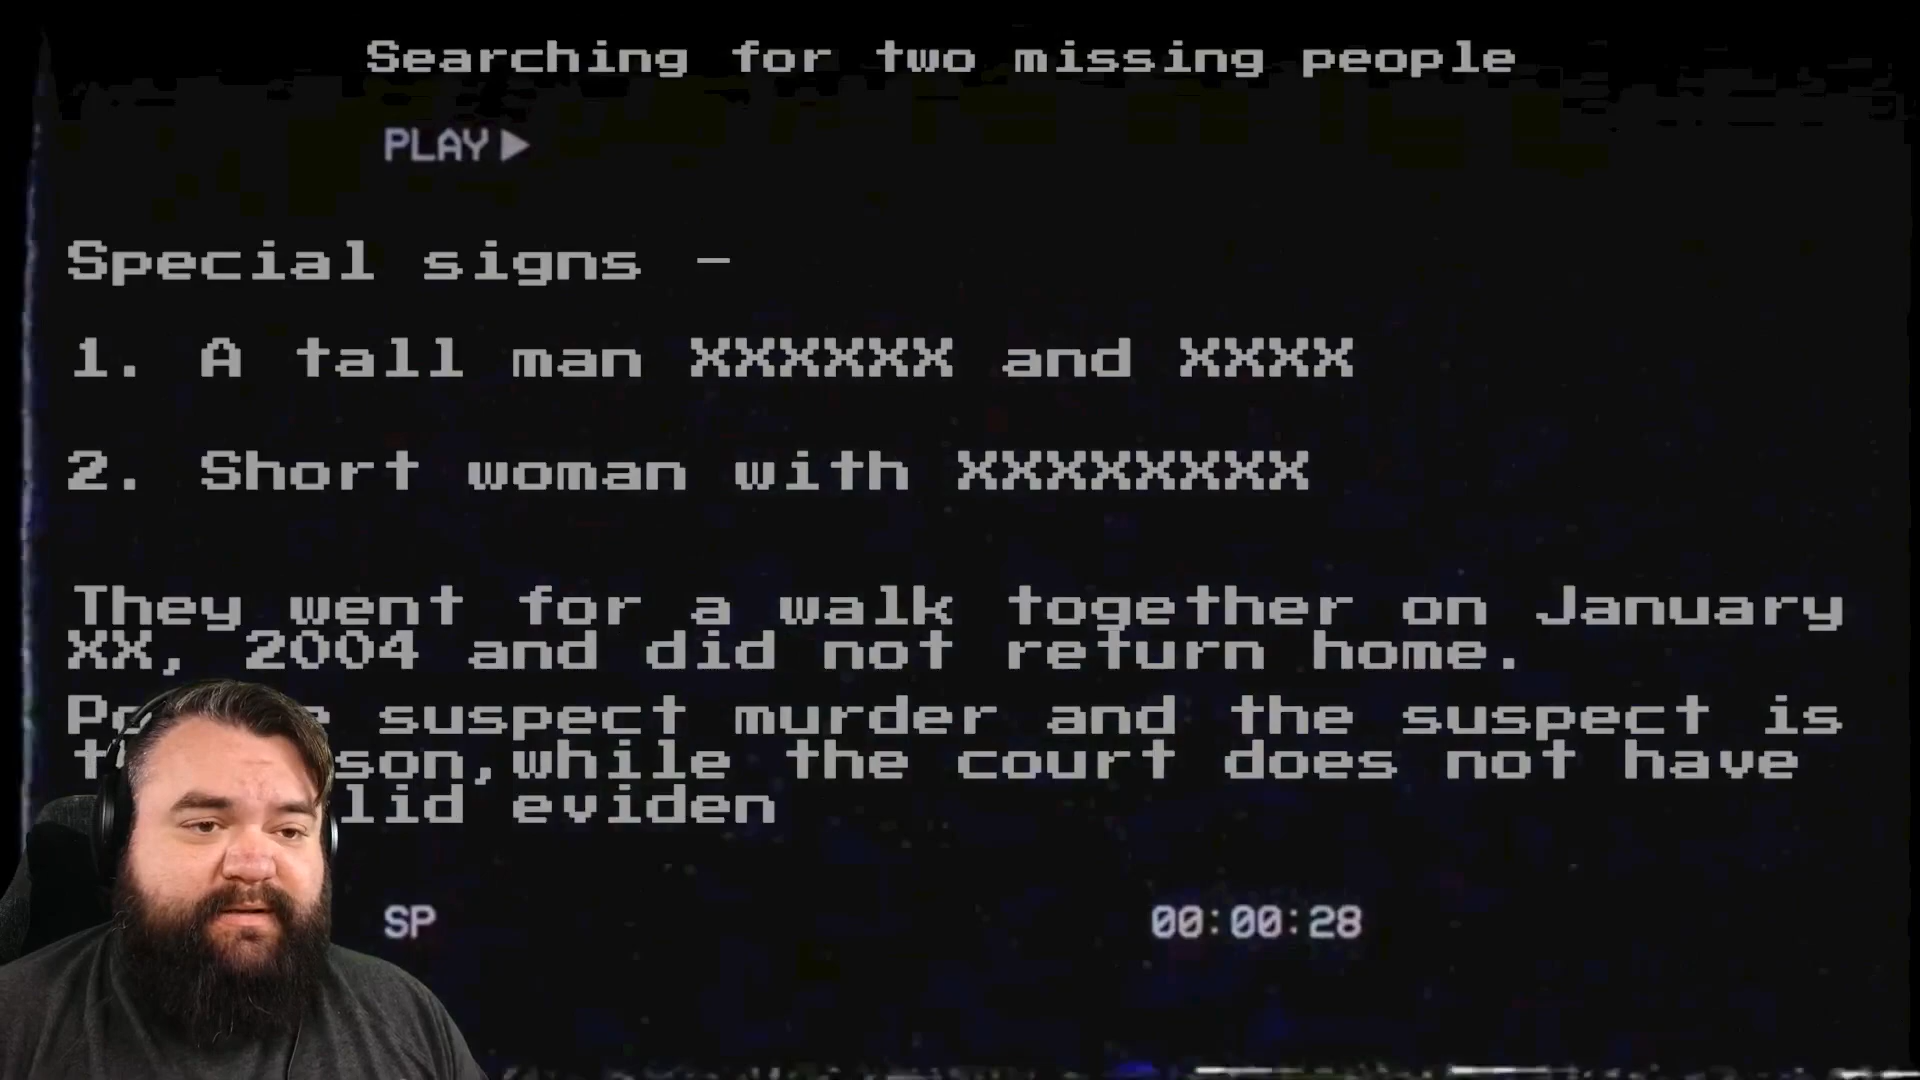 Searching for two missing people
PLAY
Special signs -
1. A tall man XXXXXX and XXXX
2. Short woman with XXXXXXXX
They went for a walk together on January
XX, 2004 and did not return home.
suspect murder and the suspect is
son,while the court does not have
eviden
SP
00:00:28